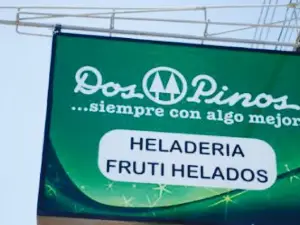 Dos Pinos
...siempre con algo mejor
HELADERIA
FRUTI HELADOS